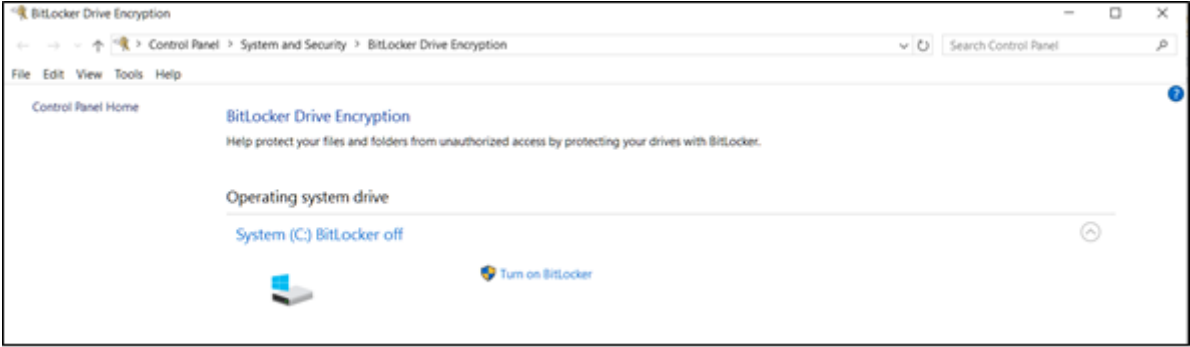 BitLocker Drive Encryption
Control Panel > System and Security > BitLocker Drive Encryption
Search Control Panel
File Edit View Tools Help
Control Panel Home
?
BitLocker Drive Encryption
Help protect your files and folders from unauthorized access by protecting your drives with BitLocker.
Operating system drive
System (C:) BitLocker off
Turn on BitLocker